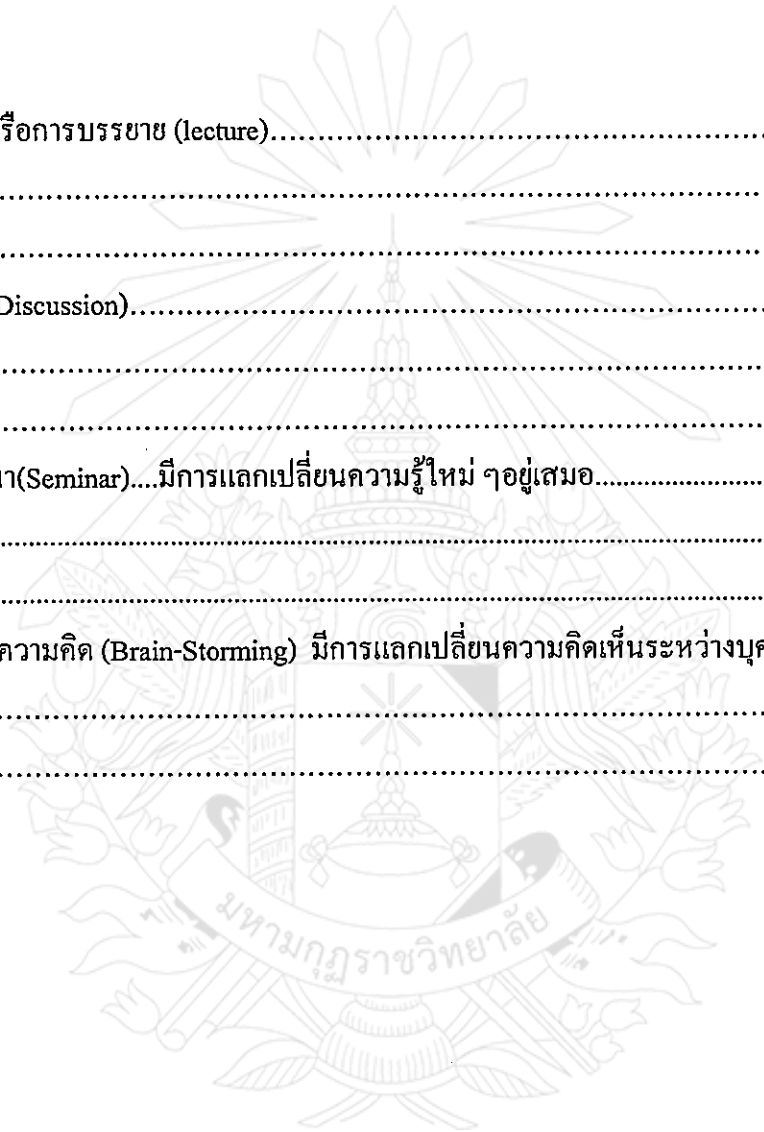 รือการบรรยาย (lecture)..........................................................................
..........................................................................................................
..........................................................................................................
Discussion)..........................................................................................
..........................................................................................................
..........................................................................................................
นา(Seminar)....มีการแลกเปลี่ยนความรู้ใหม่ ๆอยู่เสมอ..........................
..........................................................................................................
..........................................................................................................
ความคิด (Brain-Storming) มีการแลกเปลี่ยนความคิดเห็นระหว่างบุค
..........................................................................................................
..........................................................................................................
มหามกุฏราชวิทยาลัย